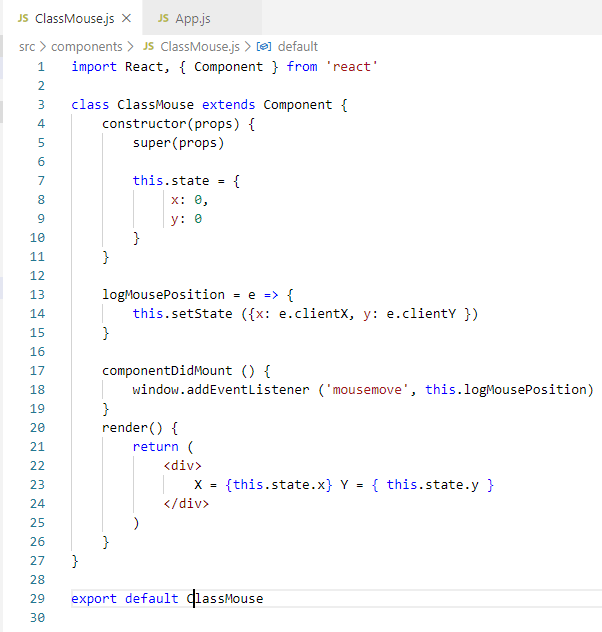 JS ClassMouse.js × JS App.js
src > components > JS ClassMouse.js > default
1 import React, { Component } from 'react'
2
3 class ClassMouse extends Component {
4     constructor(props) {
5         super(props)
6
7         this.state = {
8             x: 0,
9             y: 0
10         }
11     }
12
13     logMousePosition = e => {
14         this.setState ({x: e.clientX, y: e.clientY })
15     }
16
17     componentDidMount () {
18         window.addEventListener ('mousemove', this.logMousePosition)
19     }
20     render() {
21         return (
22             <div>
23                 X = {this.state.x} Y = { this.state.y }
24             </div>
25         )
26     }
27 }
28
29 export default ClassMouse
30